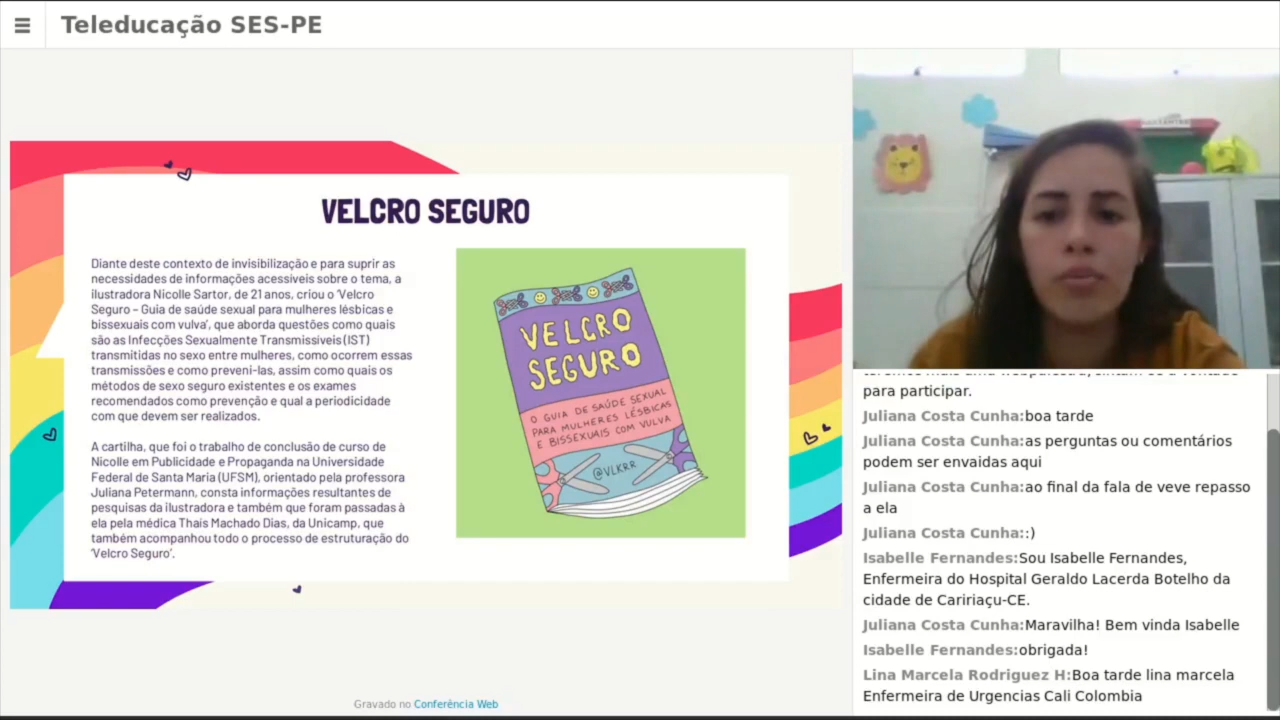 Teleducação SES-PE
VELCRO SEGURO
Diante deste contexto de invisibilização e para suprir as
necessidades de informações acessíveis sobre o tema, a
ilustradora Nicolle Sartor, de 21 anos, criou o ‘Velcro
Seguro – Guia de saúde sexual para mulheres lésbicas e
bissexuais com vulva’, que aborda questões como quais
são as Infecções Sexualmente Transmissíveis (IST)
transmitidas no sexo entre mulheres, como ocorrem essas
transmissões e como preveni-las, assim como quais os
métodos de sexo seguro existentes e os exames
recomendados como prevenção e qual a periodicidade
com que devem ser realizados.
A cartilha, que foi o trabalho de conclusão de curso de
Nicolle em Publicidade e Propaganda na Universidade
Federal de Santa Maria (UFSM), orientado pela professora
Juliana Petermann, consta informações resultantes de
pesquisas da ilustradora e também que foram passadas à
ela pela médica Thais Machado Dias, da Unicamp, que
também acompanhou todo o processo de estruturação do
‘Velcro Seguro’.
VELCRO
SEGURO
O GUIA DE SAÚDE SEXUAL
PARA MULHERES LÉSBICAS
E BISSEXUAIS COM VULVA
@VLKRR
para participar.
Juliana Costa Cunha:boa tarde
Juliana Costa Cunha:as perguntas ou comentários
podem ser envaidas aqui
Juliana Costa Cunha:ao final da fala de veve repasso
a ela
Juliana Costa Cunha::)
Isabelle Fernandes:Sou Isabelle Fernandes,
Enfermeira do Hospital Geraldo Lacerda Botelho da
cidade de Caririaçu-CE.
Juliana Costa Cunha:Maravilha! Bem vinda Isabelle
Isabelle Fernandes:obrigada!
Lina Marcela Rodriguez H:Boa tarde lina marcela
Enfermeira de Urgencias Cali Colombia
Gravado no Conferência Web